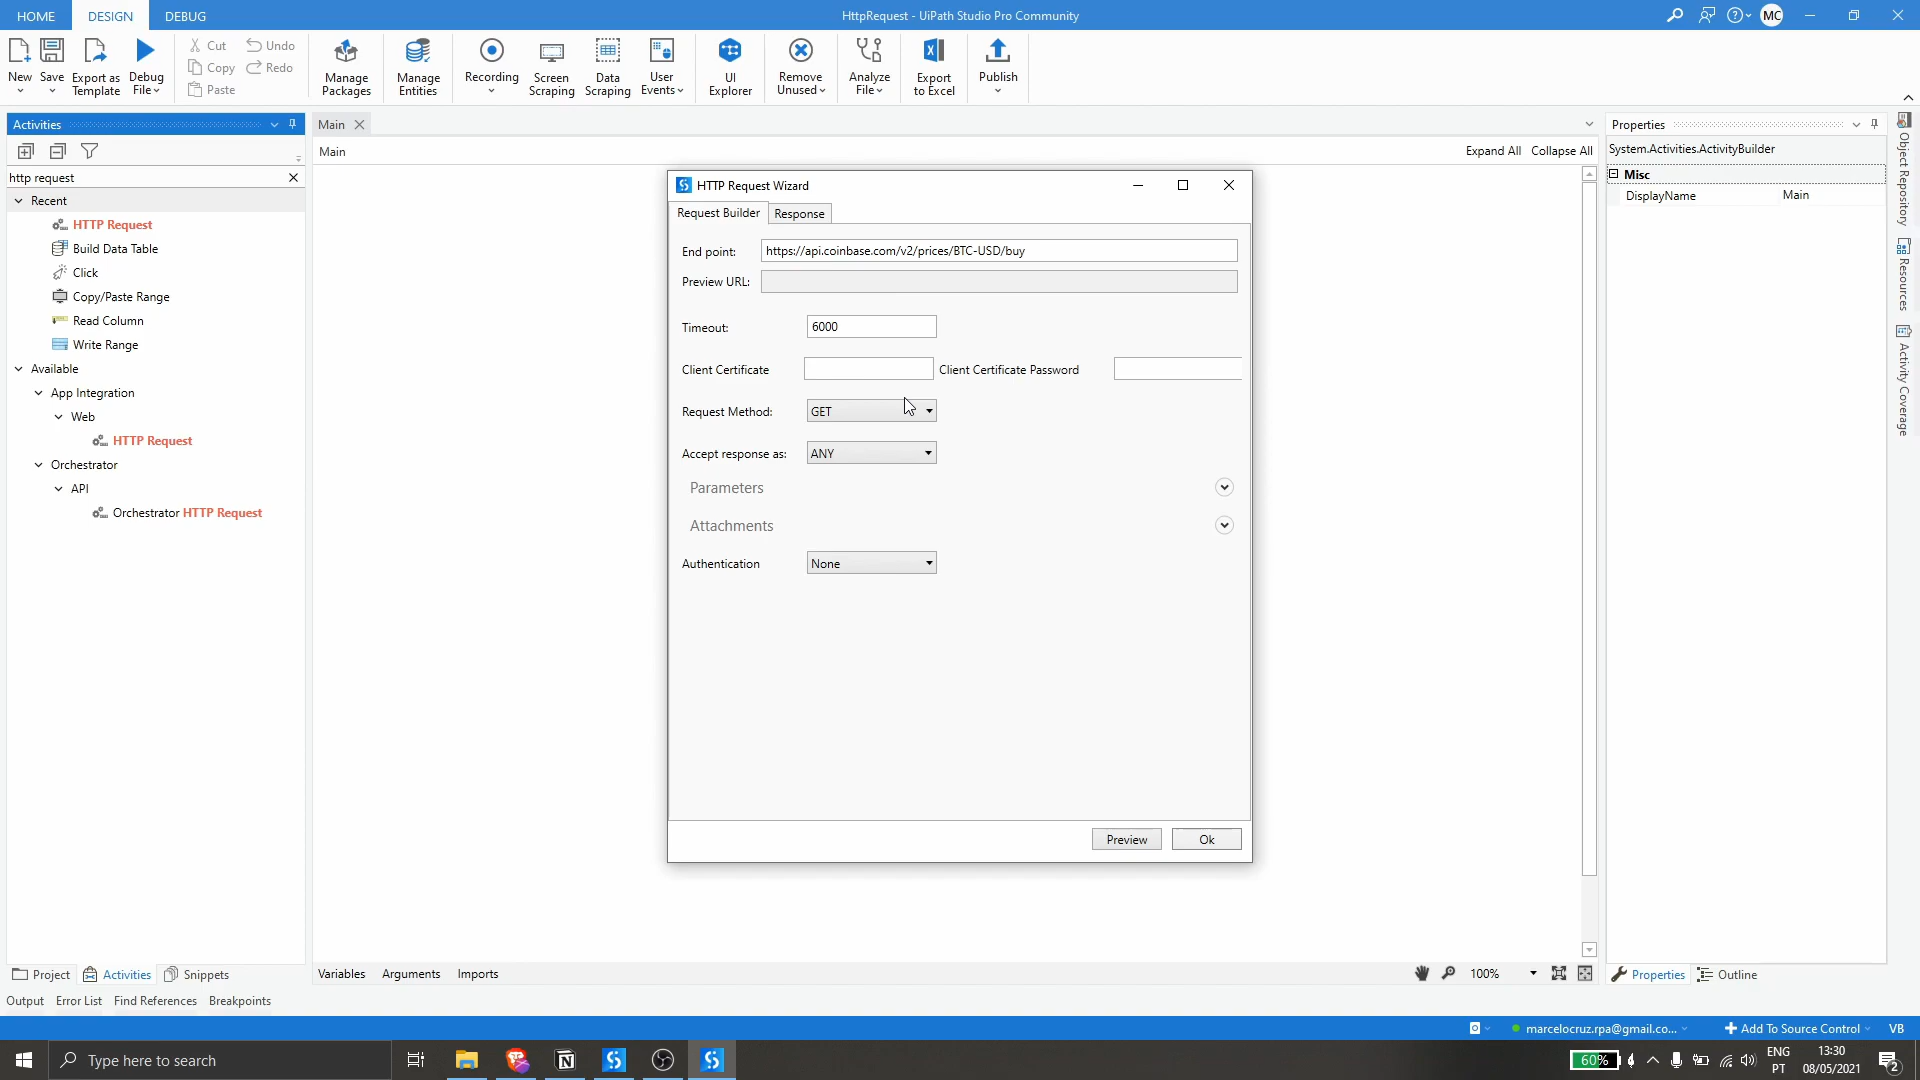 HOME DESIGN DEBUG HttpRequest - UiPath Studio Pro Community MC
New Save Export as Template Debug File
Cut Copy Paste Undo Redo
Manage Packages Manage Entities Recording Screen Scraping Data Scraping User Events UI Explorer Remove Unused Analyze File Export to Excel Publish
Activities
http request
Recent
HTTP Request
Build Data Table
Click
Copy/Paste Range
Read Column
Write Range
Available
App Integration
Web
HTTP Request
Orchestrator
API
Orchestrator HTTP Request
Main
Main Expand All Collapse All
HTTP Request Wizard
Request Builder Response
End point: https://api.coinbase.com/v2/prices/BTC-USD/buy
Preview URL:
Timeout: 6000
Client Certificate Client Certificate Password
Request Method: GET
Accept response as: ANY
Parameters
Attachments
Authentication None
Preview Ok
Properties
System.Activities.ActivityBuilder
Misc
DisplayName Main
Object Repository
Resources
Activity Coverage
Project Activities Snippets
Variables Arguments Imports 100%
Properties Outline
Output Error List Find References Breakpoints
marcelocruz.rpa@gmail.co... Add To Source Control VB
Type here to search
60% ENG PT 13:30 08/05/2021 2